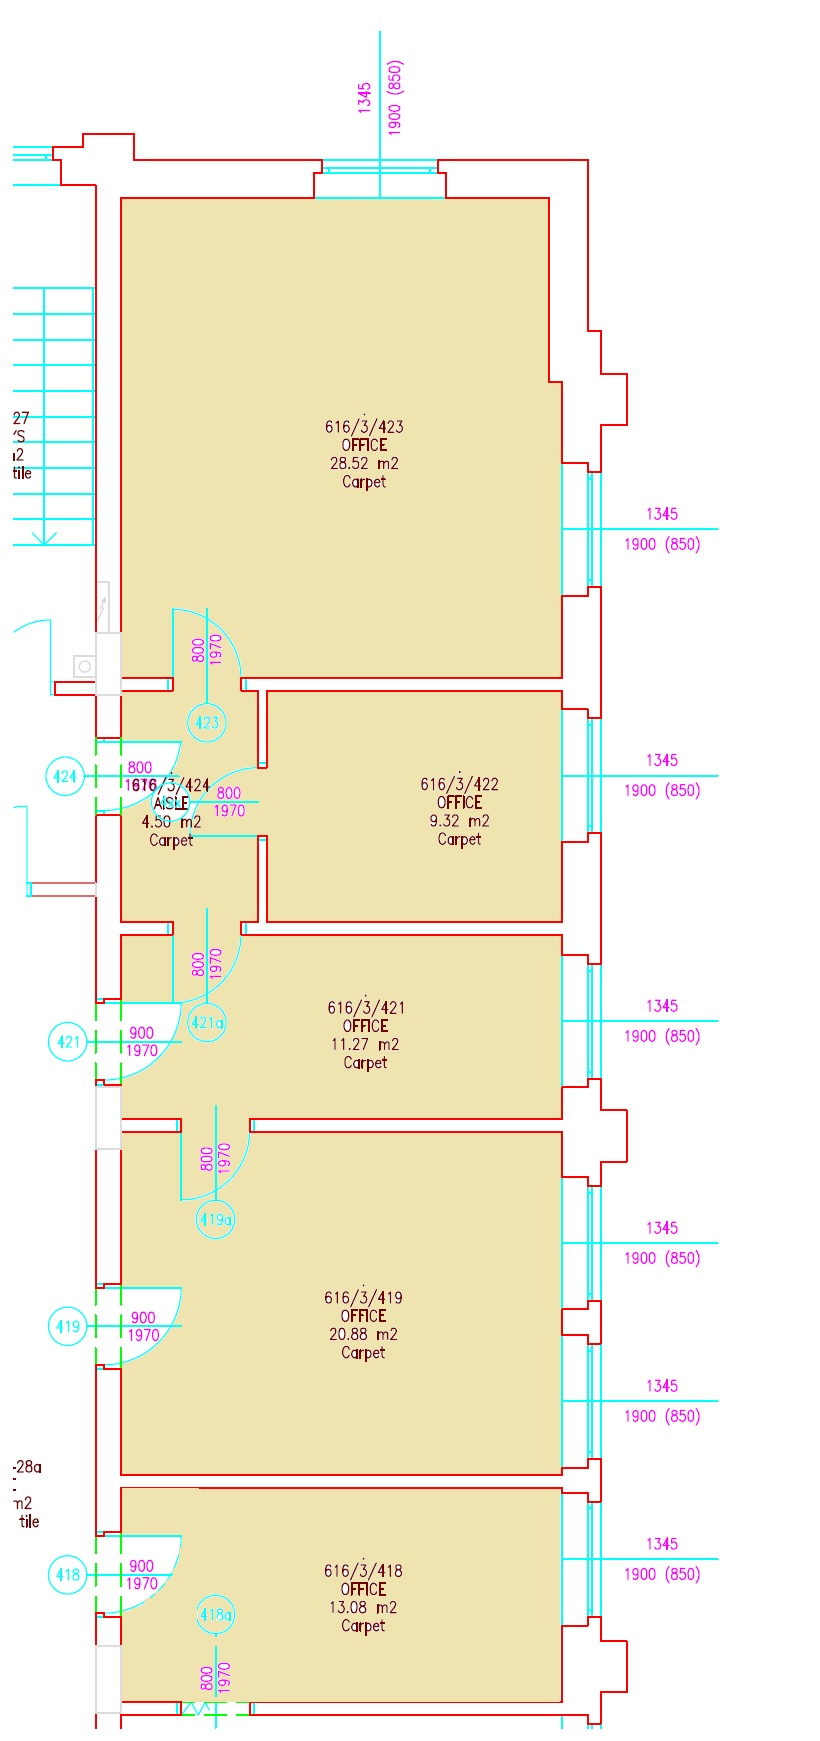 1345
1900 (850)
27
616/3/423
OFFICE
28.52 m2
Carpet
tile
1345
1900 (850)
800
1970
423
424
800
1970
616/3/424
AISLE
4.50 m2
Carpet
800
1970
616/3/422
OFFICE
9.32 m2
Carpet
1345
1900 (850)
800
1970
421a
421
900
1970
616/3/421
OFFICE
11.27 m2
Carpet
1345
1900 (850)
800
1970
419a
1345
1900 (850)
419
900
1970
616/3/419
OFFICE
20.88 m2
Carpet
1345
1900 (850)
-28a
m2
tile
418
900
1970
616/3/418
OFFICE
13.08 m2
Carpet
1345
1900 (850)
418a
800
1970